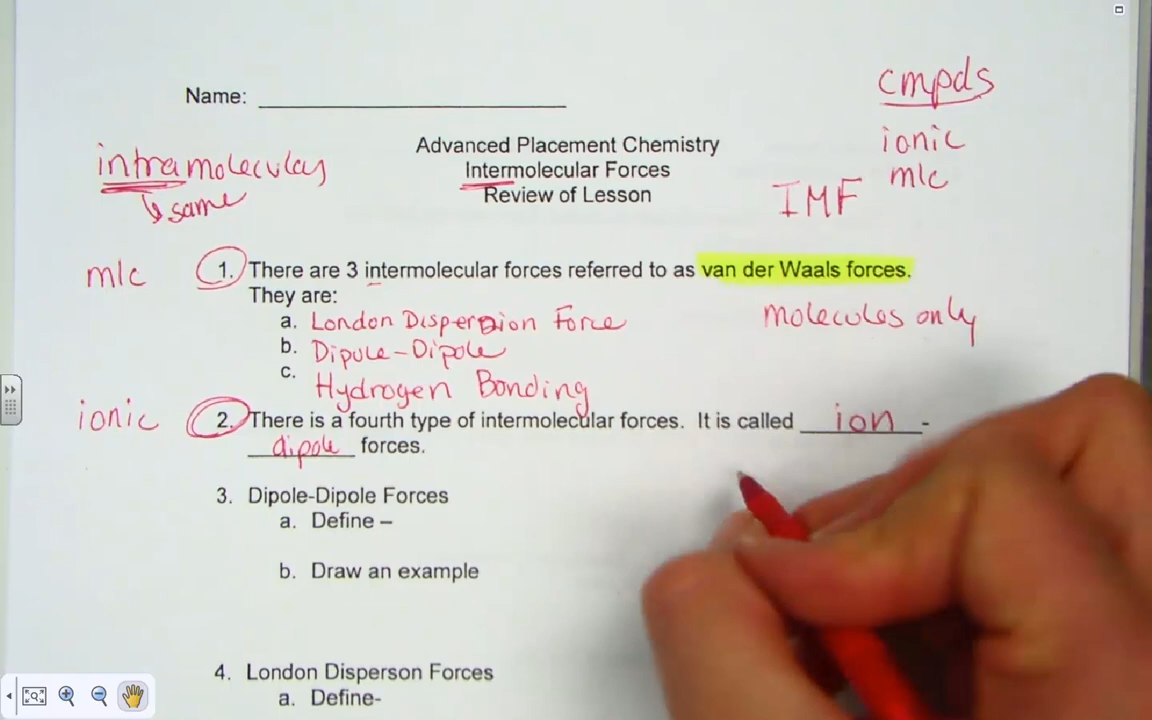 cmpds
Name:
ionic
mlc
Advanced Placement Chemistry
Intermolecular Forces
Review of Lesson
intramolecular
same
IMF
mlc
1. There are 3 intermolecular forces referred to as van der Waals forces.
They are:
a. London Dispersion Force
molecules only
b. Dipole-Dipole
c. Hydrogen Bonding
ionic
2. There is a fourth type of intermolecular forces. It is called ion -
dipole forces.
3. Dipole-Dipole Forces
a. Define –
b. Draw an example
4. London Disperson Forces
a. Define-